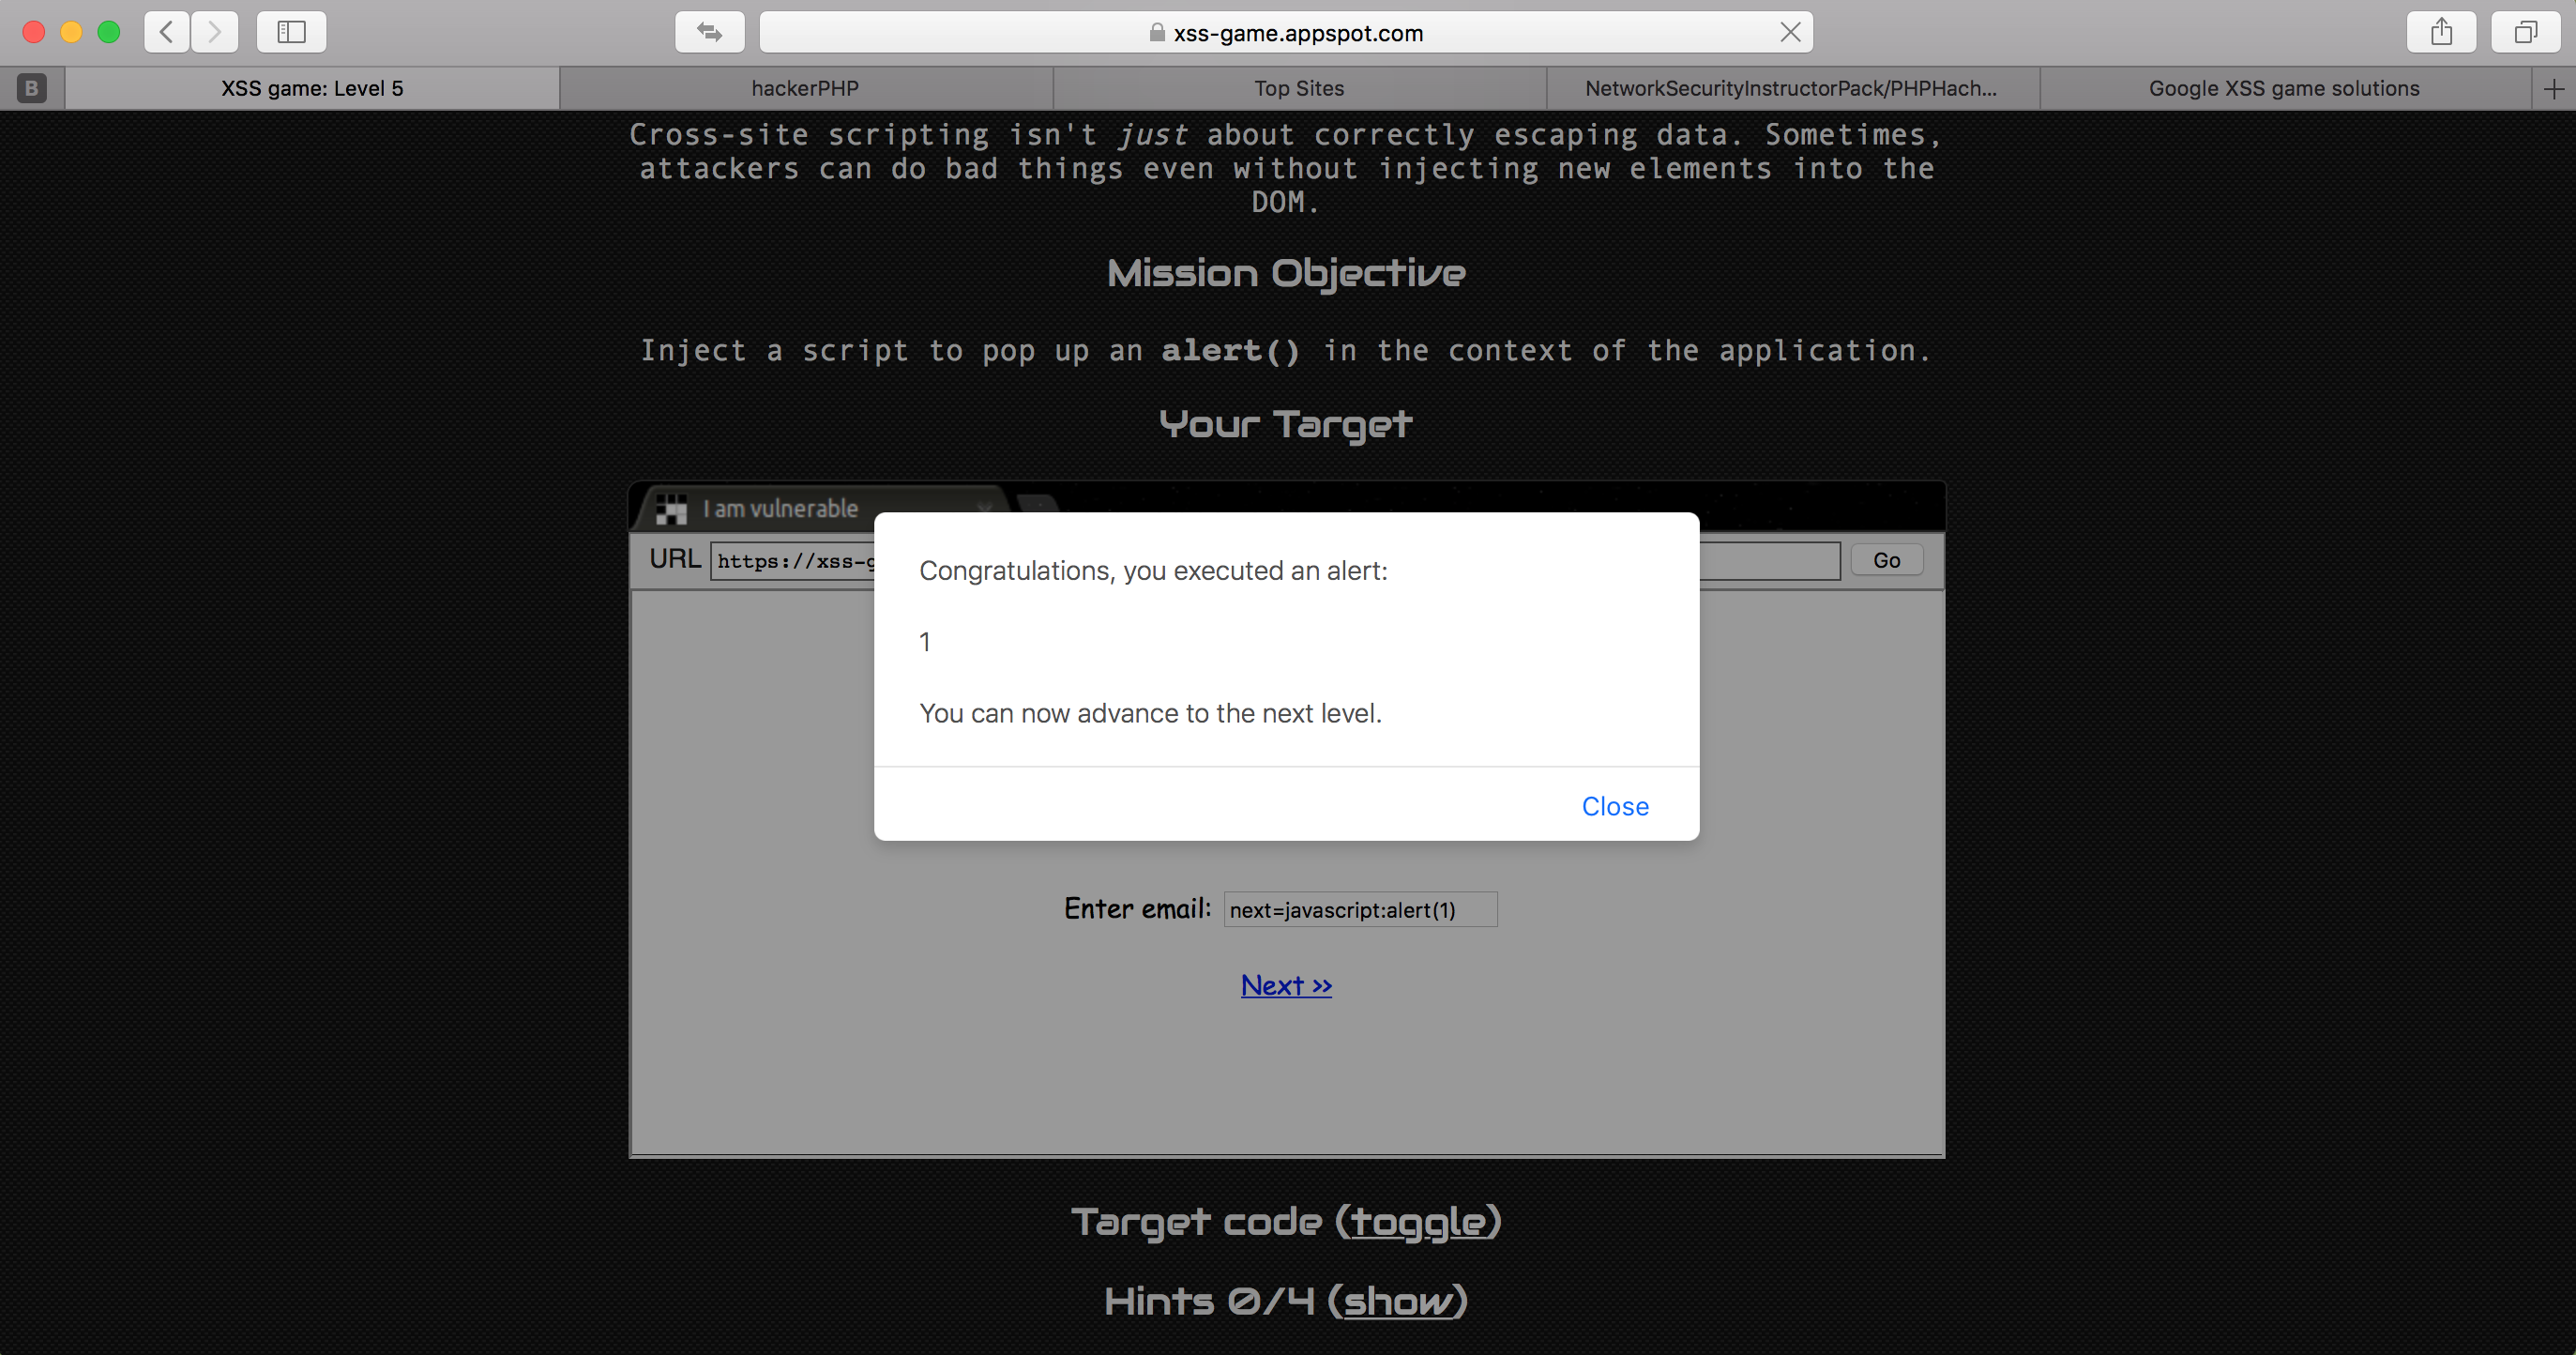 xss-game.appspot.com
B
XSS game: Level 5
hackerPHP
Top Sites
NetworkSecurityInstructorPack/PHPHach...
Google XSS game solutions
Cross-site scripting isn't just about correctly escaping data. Sometimes,
attackers can do bad things even without injecting new elements into the
DOM.
Mission Objective
Inject a script to pop up an alert() in the context of the application.
Your Target
I am vulnerable
URL
https://xss-g
Go
Congratulations, you executed an alert:
1
You can now advance to the next level.
Close
Enter email:
next=javascript:alert(1)
Next >>
Target code (toggle)
Hints 0/4 (show)